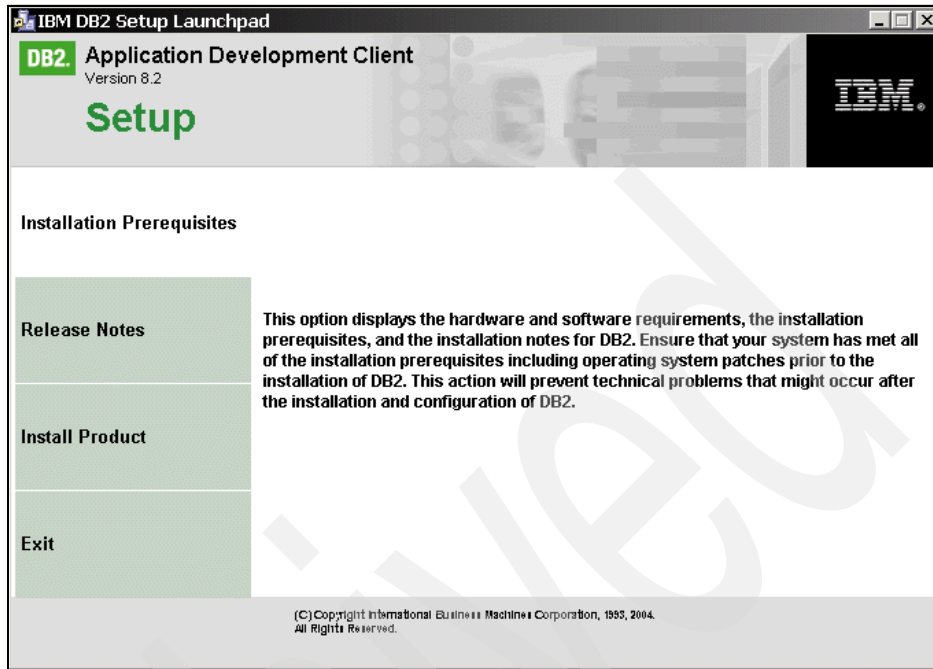 IBM DB2 Setup Launchpad
DB2. Application Development Client
Version 8.2
Setup
IBM®
Installation Prerequisites
Release Notes
This option displays the hardware and software requirements, the installation
prerequisites, and the installation notes for DB2. Ensure that your system has met all
of the installation prerequisites including operating system patches prior to the
installation of DB2. This action will prevent technical problems that might occur after
the installation and configuration of DB2.
Install Product
Exit
(C) Copyright International Business Machines Corporation, 1993, 2004.
All Rights Reserved.